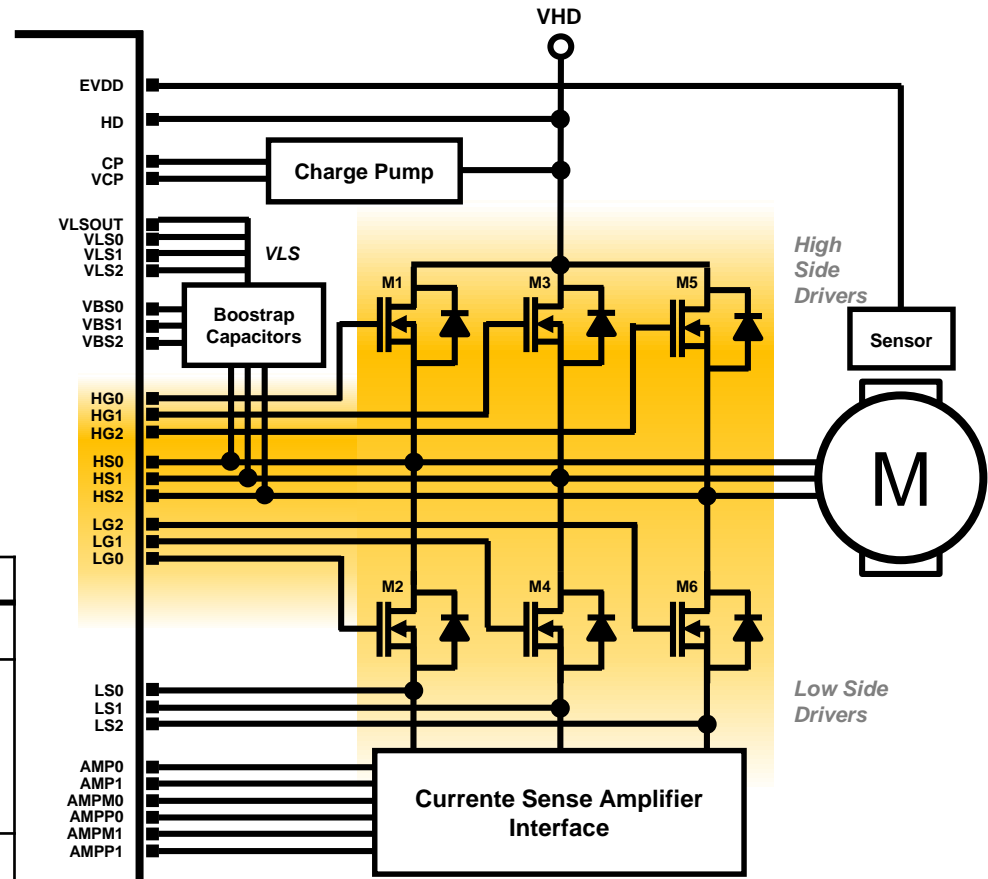 VHD
EVDD
HD
CP
VCP
Charge Pump
VLSOUT
VLS0
VLS1
VLS2
VLS
High
Side
Drivers
M1
M3
M5
VBS0
VBS1
VBS2
Boostrap
Capacitors
Sensor
HG0
HG1
HG2
HS0
HS1
HS2
M
LG2
LG1
LG0
M2
M4
M6
LS0
LS1
LS2
Low Side
Drivers
AMP0
AMP1
AMPM0
AMPP0
AMPM1
AMPP1
Currente Sense Amplifier
Interface